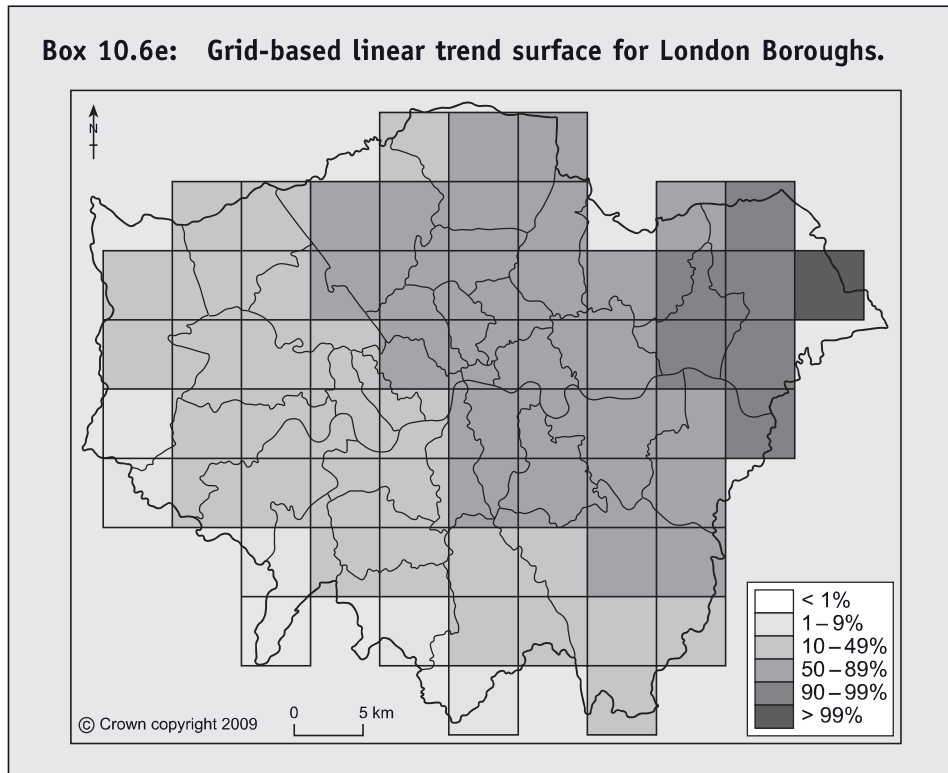 Box 10.6e: Grid-based linear trend surface for London Boroughs.
N
< 1%
1–9%
10–49%
50–89%
90–99%
> 99%
0 5 km
© Crown copyright 2009